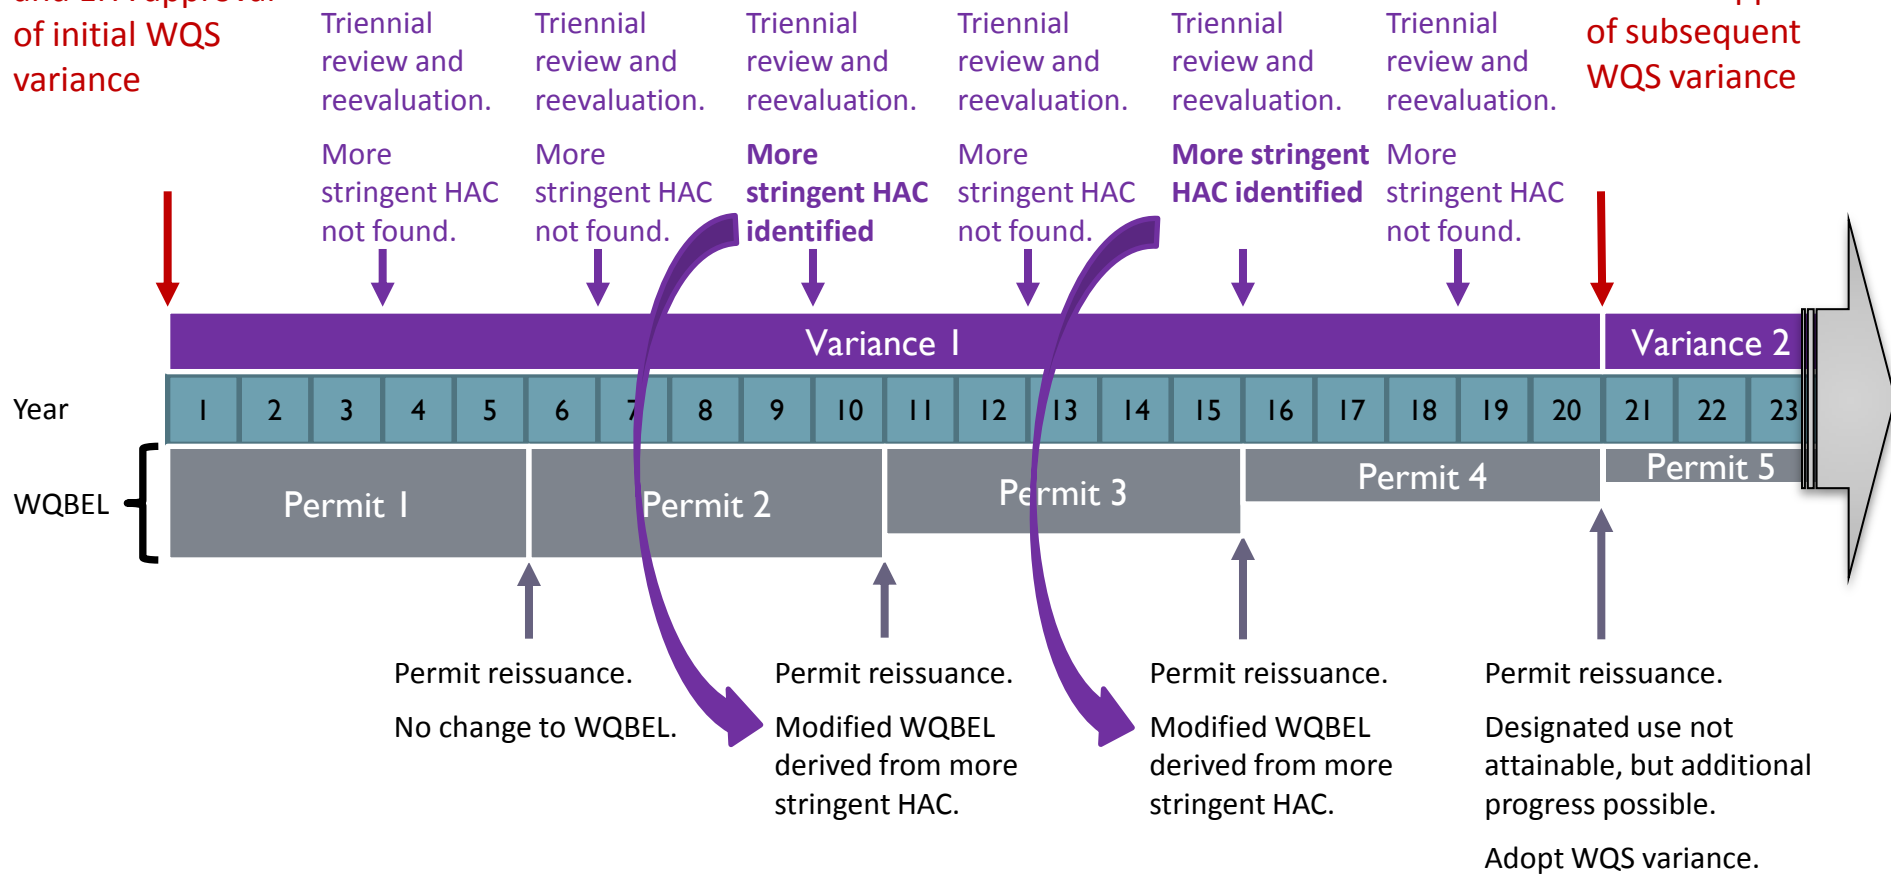 of initial WQS
variance
Triennial
review and
reevaluation.
More
stringent HAC
not found.
Triennial
review and
reevaluation.
More
stringent HAC
not found.
Triennial
review and
reevaluation.
More
stringent HAC
identified
Triennial
review and
reevaluation.
More
stringent HAC
not found.
Triennial
review and
reevaluation.
More stringent
HAC identified
Triennial
review and
reevaluation.
More
stringent HAC
not found.
of subsequent
WQS variance
Variance 1
Variance 2
Year
1 2 3 4 5 6 7 8 9 10 11 12 13 14 15 16 17 18 19 20 21 22 23
WQBEL
Permit 1
Permit 2
Permit 3
Permit 4
Permit 5
Permit reissuance.
No change to WQBEL.
Permit reissuance.
Modified WQBEL
derived from more
stringent HAC.
Permit reissuance.
Modified WQBEL
derived from more
stringent HAC.
Permit reissuance.
Designated use not
attainable, but additional
progress possible.
Adopt WQS variance.